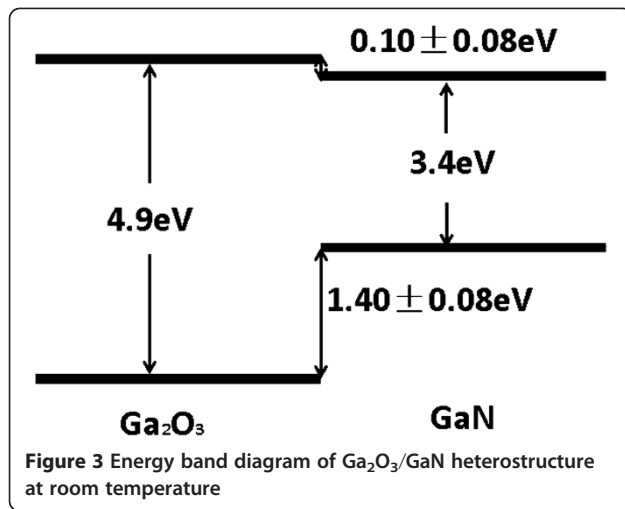 0.10±0.08eV
3.4eV
4.9eV
1.40±0.08eV
Ga₂O₃
GaN
Figure 3 Energy band diagram of Ga₂O₃/GaN heterostructure
at room temperature